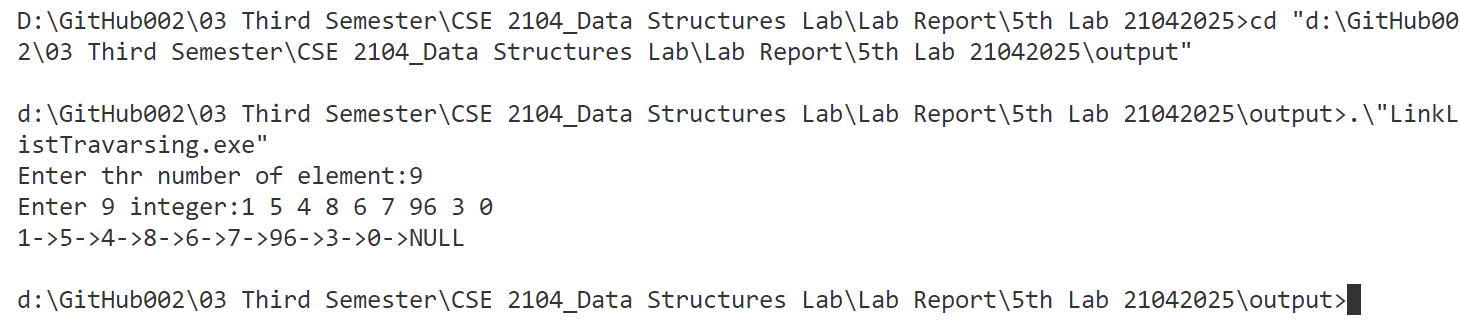 D:\GitHub002\03 Third Semester\CSE 2104_Data Structures Lab\Lab Report\5th Lab 21042025>cd "d:\GitHub00
2\03 Third Semester\CSE 2104_Data Structures Lab\Lab Report\5th Lab 21042025\output"
d:\GitHub002\03 Third Semester\CSE 2104_Data Structures Lab\Lab Report\5th Lab 21042025\output>.\"LinkL
istTravarsing.exe"
Enter thr number of element:9
Enter 9 integer:1 5 4 8 6 7 96 3 0
1->5->4->8->6->7->96->3->0->NULL
d:\GitHub002\03 Third Semester\CSE 2104_Data Structures Lab\Lab Report\5th Lab 21042025\output>